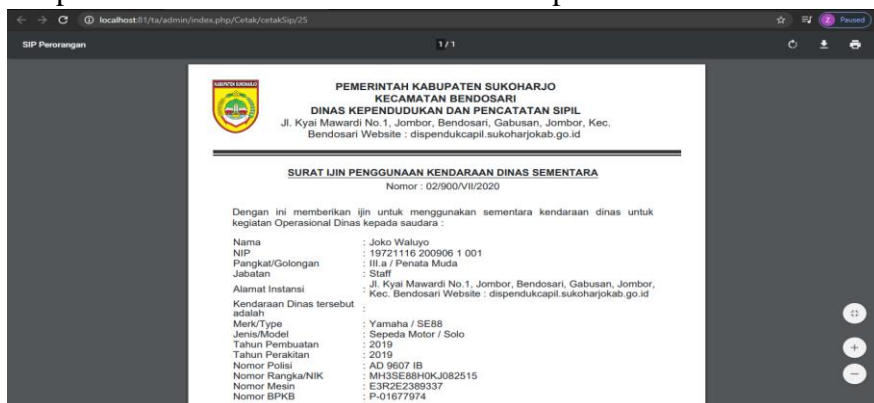 localhost:81/ta/admin/index.php/Cetak/cetakSip/25
Z Paused
SIP Perorangan
1 / 1
KABUPATEN SUKOHARJO
PEMERINTAH KABUPATEN SUKOHARJO
KECAMATAN BENDOSARI
DINAS KEPENDUDUKAN DAN PENCATATAN SIPIL
Jl. Kyai Mawardi No.1, Jombor, Bendosari, Gabusan, Jombor, Kec.
Bendosari Website : dispendukcapil.sukoharjokab.go.id
SURAT IJIN PENGGUNAAN KENDARAAN DINAS SEMENTARA
Nomor : 02/900/VII/2020
Dengan ini memberikan ijin untuk menggunakan sementara kendaraan dinas untuk
kegiatan Operasional Dinas kepada saudara :
Nama : Joko Waluyo
NIP : 19721116 200906 1 001
Pangkat/Golongan : III.a / Penata Muda
Jabatan : Staff
Alamat Instansi : Jl. Kyai Mawardi No.1, Jombor, Bendosari, Gabusan, Jombor,
Kec. Bendosari Website : dispendukcapil.sukoharjokab.go.id
Kendaraan Dinas tersebut
adalah :
Merk/Type : Yamaha / SE88
Jenis/Model : Sepeda Motor / Solo
Tahun Pembuatan : 2019
Tahun Perakitan : 2019
Nomor Polisi : AD 9607 IB
Nomor Rangka/NIK : MH3SE88H0KJ082515
Nomor Mesin : E3R2E2389337
Nomor BPKB : P-01677974